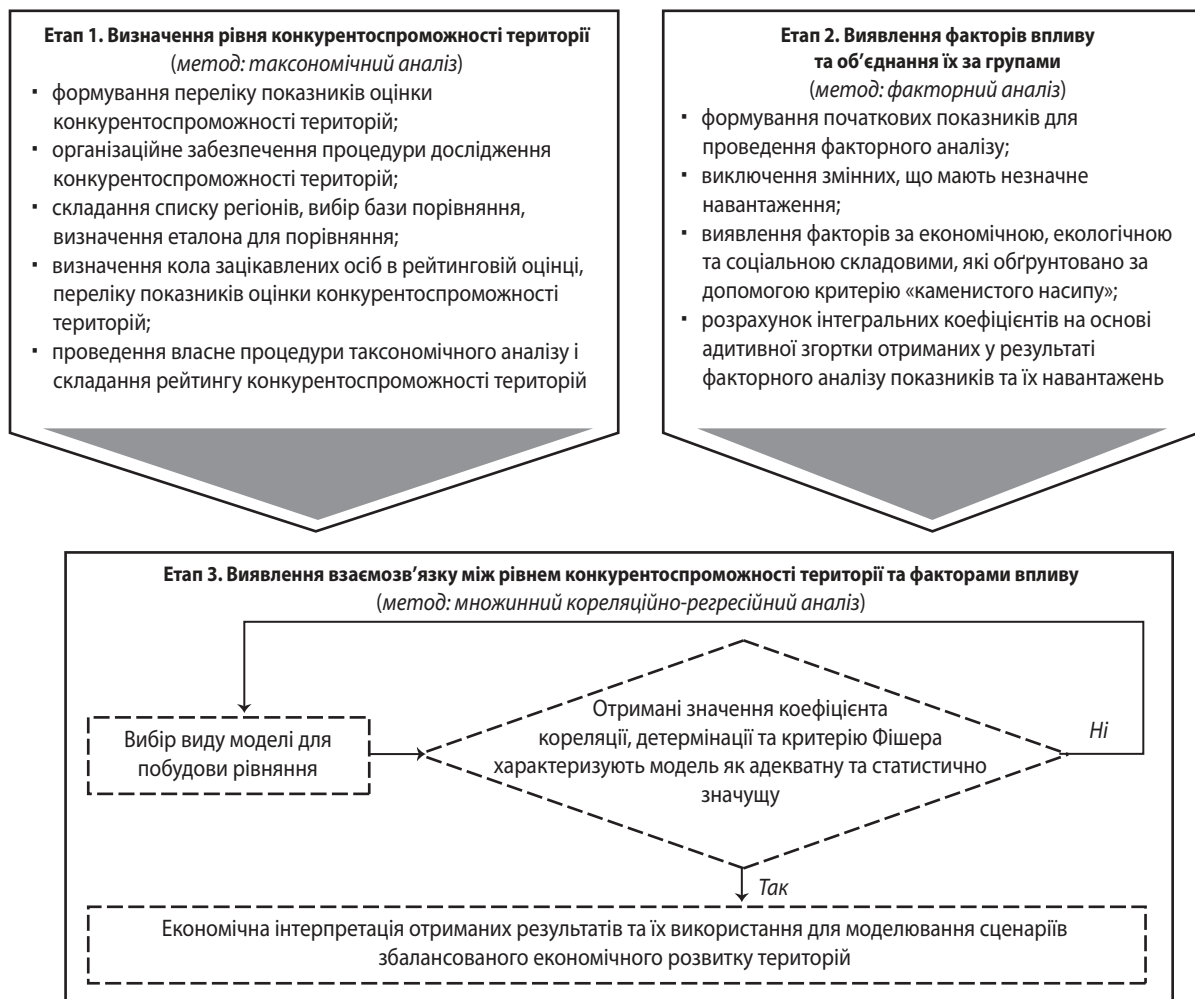 Етап 1. Визначення рівня конкурентоспроможності території
(метод: таксономічний аналіз)
▪ формування переліку показників оцінки
конкурентоспроможності територій;
▪ організаційне забезпечення процедури дослідження
конкурентоспроможності територій;
▪ складання списку регіонів, вибір бази порівняння,
визначення еталона для порівняння;
▪ визначення кола зацікавлених осіб в рейтинговій оцінці,
переліку показників оцінки конкурентоспроможності
територій;
▪ проведення власне процедури таксономічного аналізу і
складання рейтингу конкурентоспроможності територій
Етап 2. Виявлення факторів впливу
та об’єднання їх за групами
(метод: факторний аналіз)
▪ формування початкових показників для
проведення факторного аналізу;
▪ виключення змінних, що мають незначне
навантаження;
▪ виявлення факторів за економічною, екологічною
та соціальною складовими, які обґрунтовано за
допомогою критерію «каменистого насипу»;
▪ розрахунок інтегральних коефіцієнтів на основі
адитивної згортки отриманих у результаті
факторного аналізу показників та їх навантажень
Етап 3. Виявлення взаємозв’язку між рівнем конкурентоспроможності території та факторами впливу
(метод: множинний кореляційно-регресійний аналіз)
Вибір виду моделі для
побудови рівняння
Отримані значення коефіцієнта
кореляції, детермінації та критерію Фішера
характеризують модель як адекватну та статистично
значущу
Ні
Так
Економічна інтерпретація отриманих результатів та їх використання для моделювання сценаріїв
збалансованого економічного розвитку територій